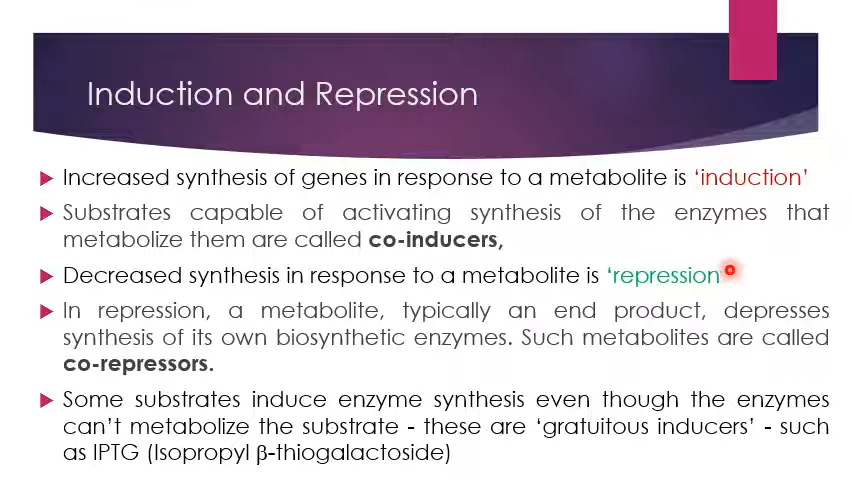 Induction and Repression
Increased synthesis of genes in response to a metabolite is ‘induction’
Substrates capable of activating synthesis of the enzymes that
metabolize them are called co-inducers,
Decreased synthesis in response to a metabolite is ‘repression’
In repression, a metabolite, typically an end product, depresses
synthesis of its own biosynthetic enzymes. Such metabolites are called
co-repressors.
Some substrates induce enzyme synthesis even though the enzymes
can’t metabolize the substrate - these are ‘gratuitous inducers’ - such
as IPTG (Isopropyl β-thiogalactoside)